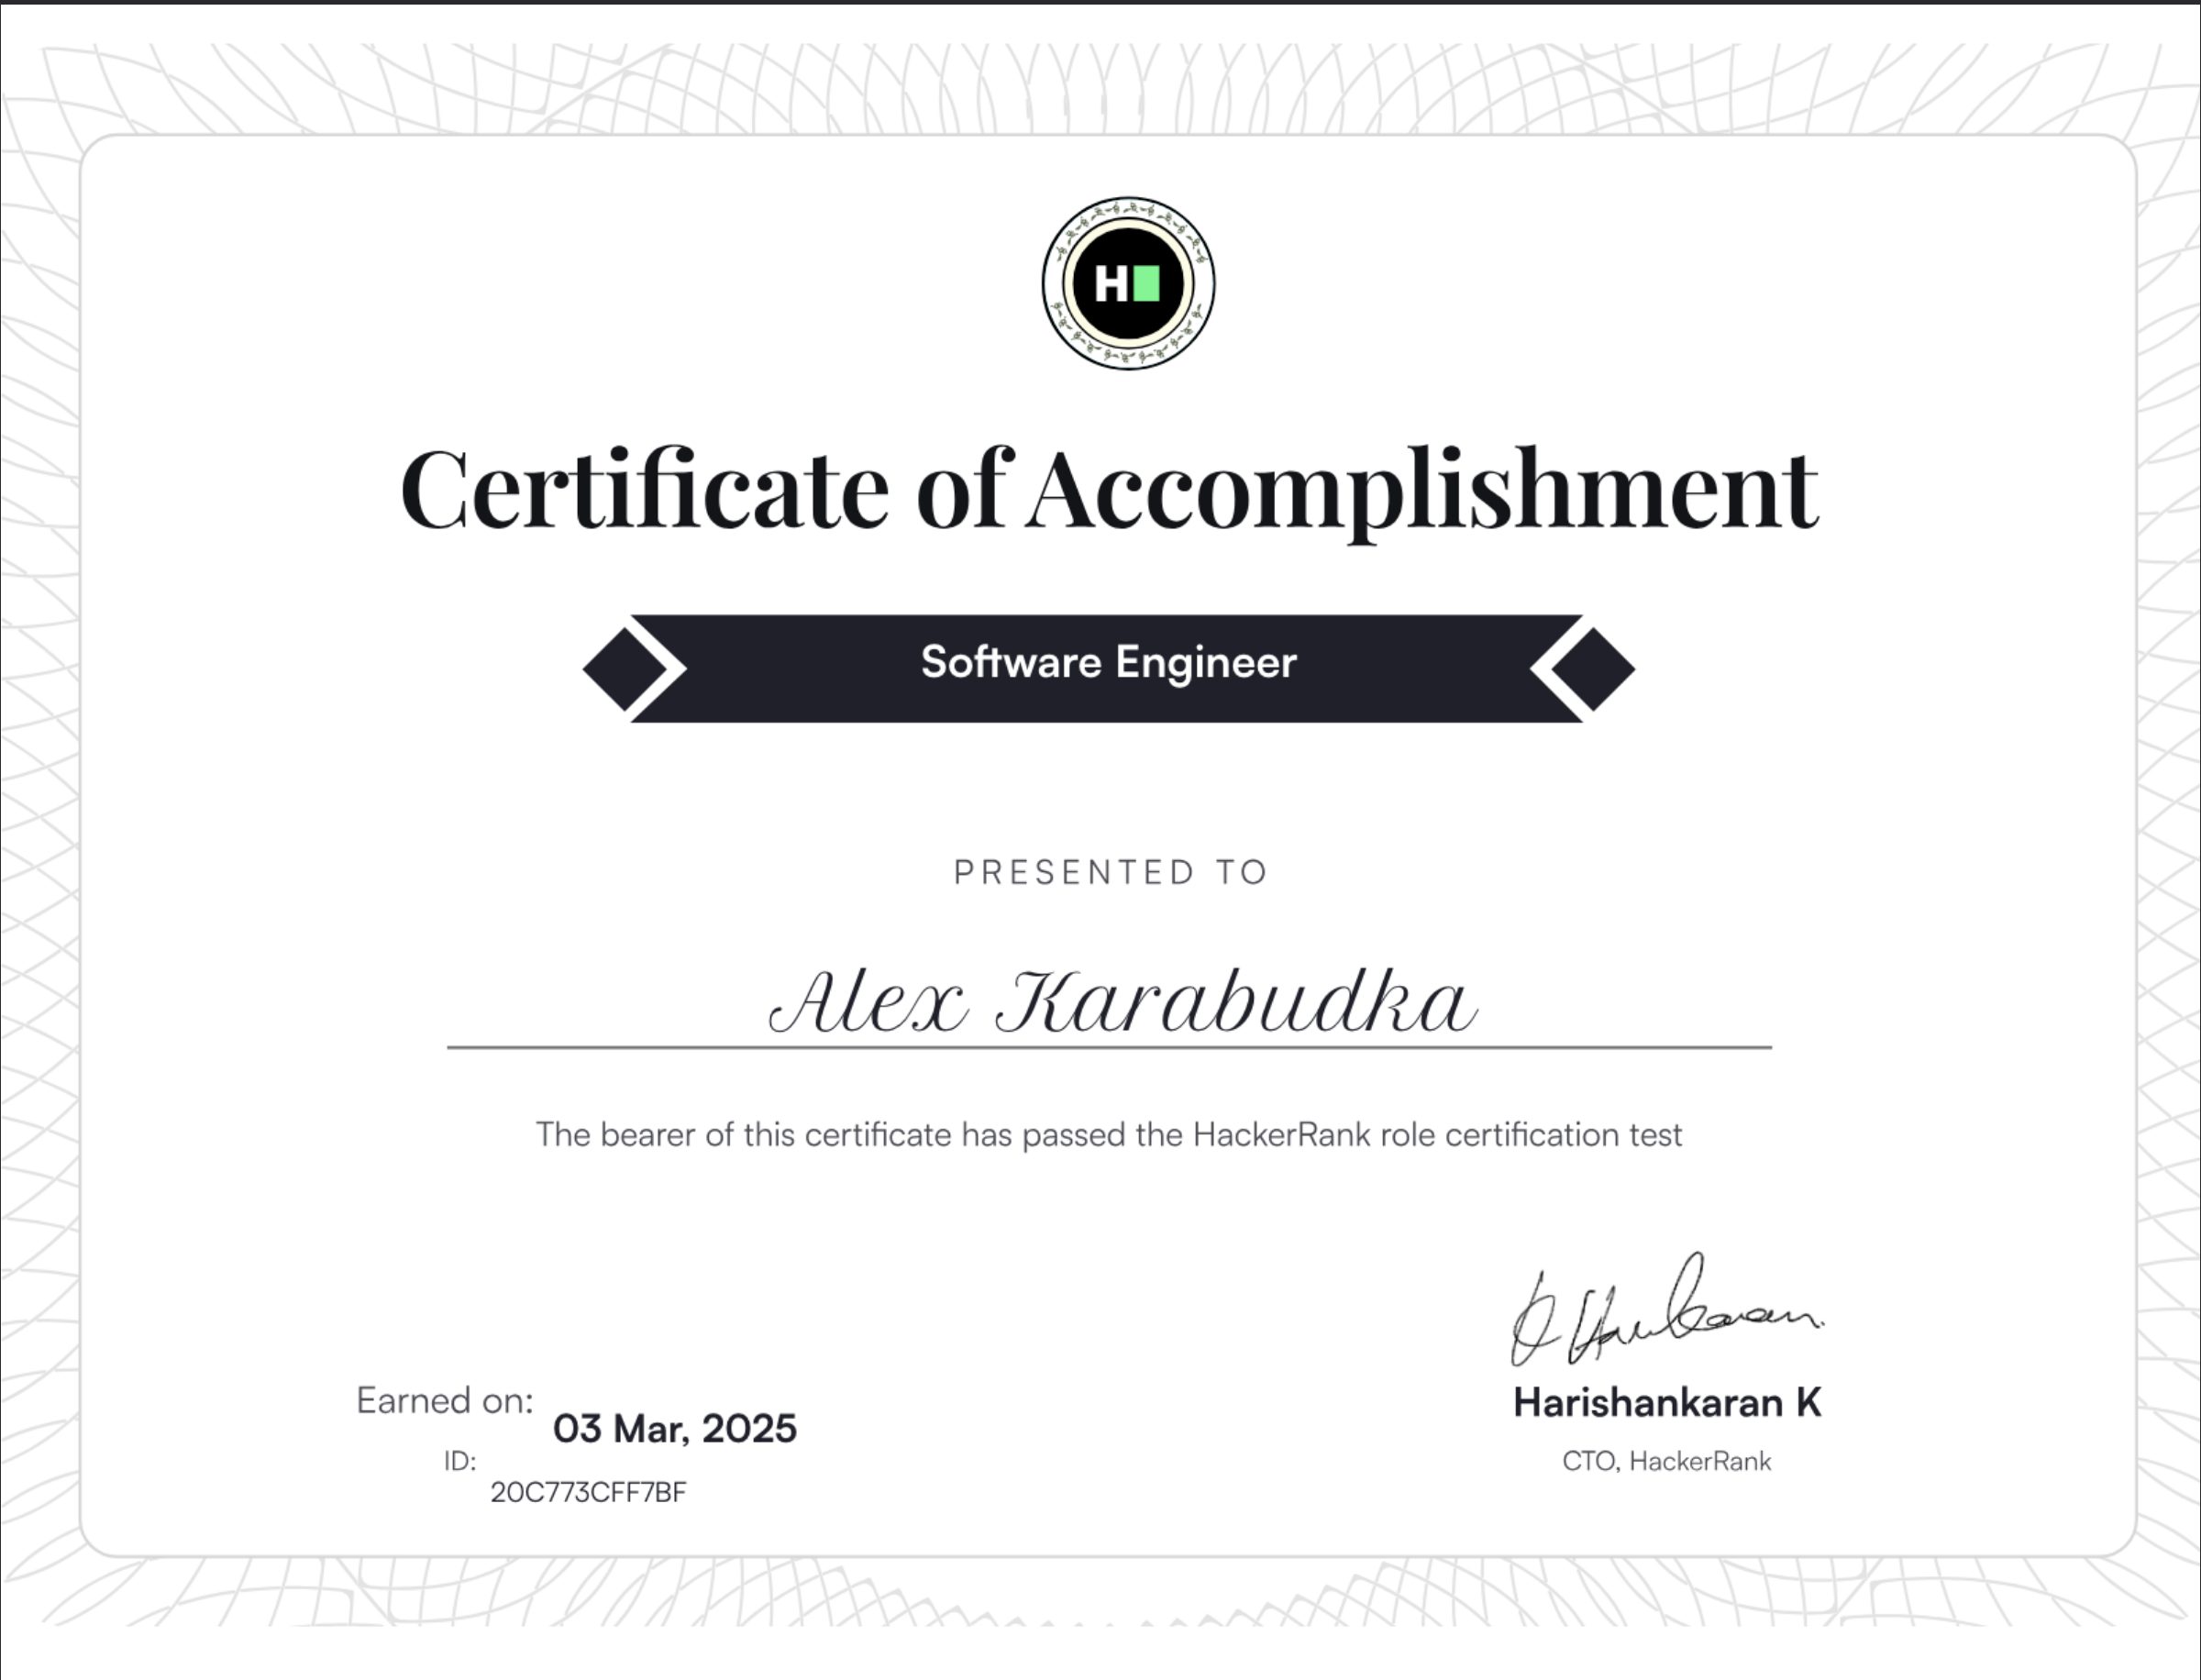 H
Certificate of Accomplishment
Software Engineer
PRESENTED TO
Alex Karabudka
The bearer of this certificate has passed the HackerRank role certification test
Earned on:
03 Mar, 2025
ID:
20C773CFF7BF
Harishankaran K
CTO, HackerRank